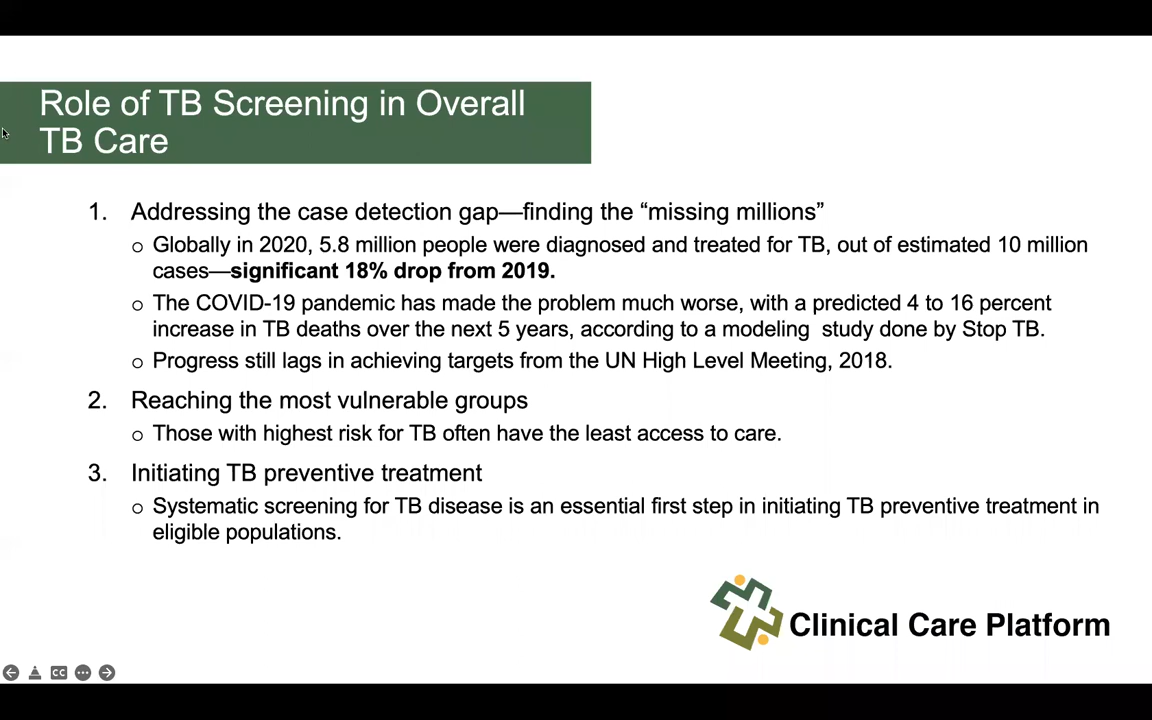 Role of TB Screening in Overall
TB Care
1. Addressing the case detection gap—finding the “missing millions”
o Globally in 2020, 5.8 million people were diagnosed and treated for TB, out of estimated 10 million
cases—significant 18% drop from 2019.
o The COVID-19 pandemic has made the problem much worse, with a predicted 4 to 16 percent
increase in TB deaths over the next 5 years, according to a modeling study done by Stop TB.
o Progress still lags in achieving targets from the UN High Level Meeting, 2018.
2. Reaching the most vulnerable groups
o Those with highest risk for TB often have the least access to care.
3. Initiating TB preventive treatment
o Systematic screening for TB disease is an essential first step in initiating TB preventive treatment in
eligible populations.
Clinical Care Platform
CC